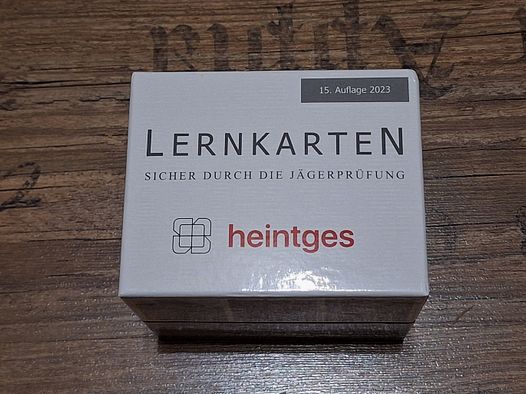 15. Auflage 2023
LERNKARTEN
SICHER DURCH DIE JÄGERPRÜFUNG
heintges